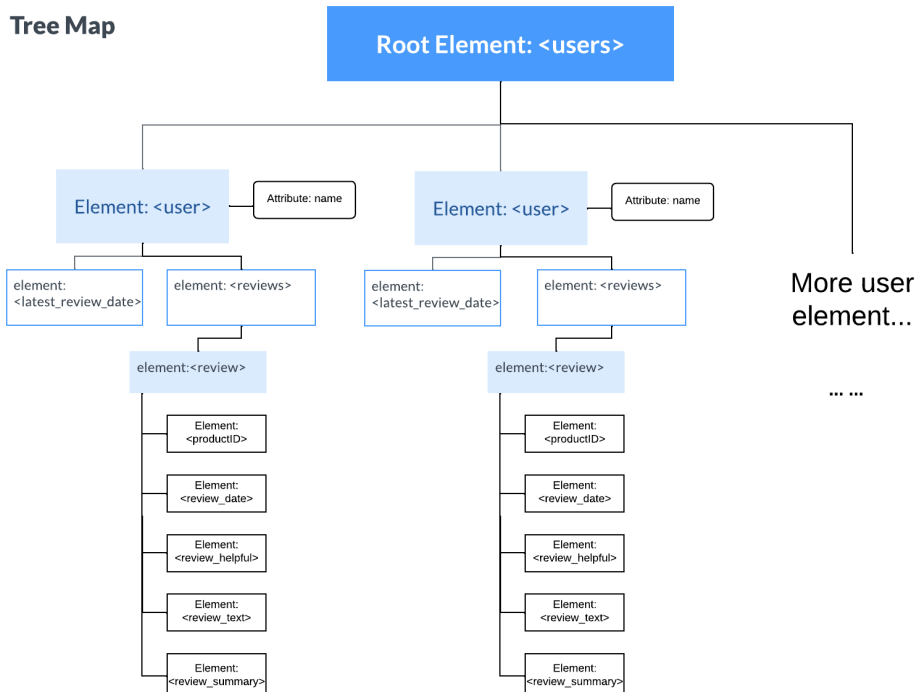 Tree Map
Root Element: <users>
Element: <user>
Attribute: name
Element: <user>
Attribute: name
element:
<latest_review_date>
element: <reviews>
element:
<latest_review_date>
element: <reviews>
More user
element...
... ...
element:<review>
element:<review>
Element:
<productID>
Element:
<review_date>
Element:
<review_helpful>
Element:
<review_text>
Element:
<review_summary>
Element:
<productID>
Element:
<review_date>
Element:
<review_helpful>
Element:
<review_text>
Element:
<review_summary>